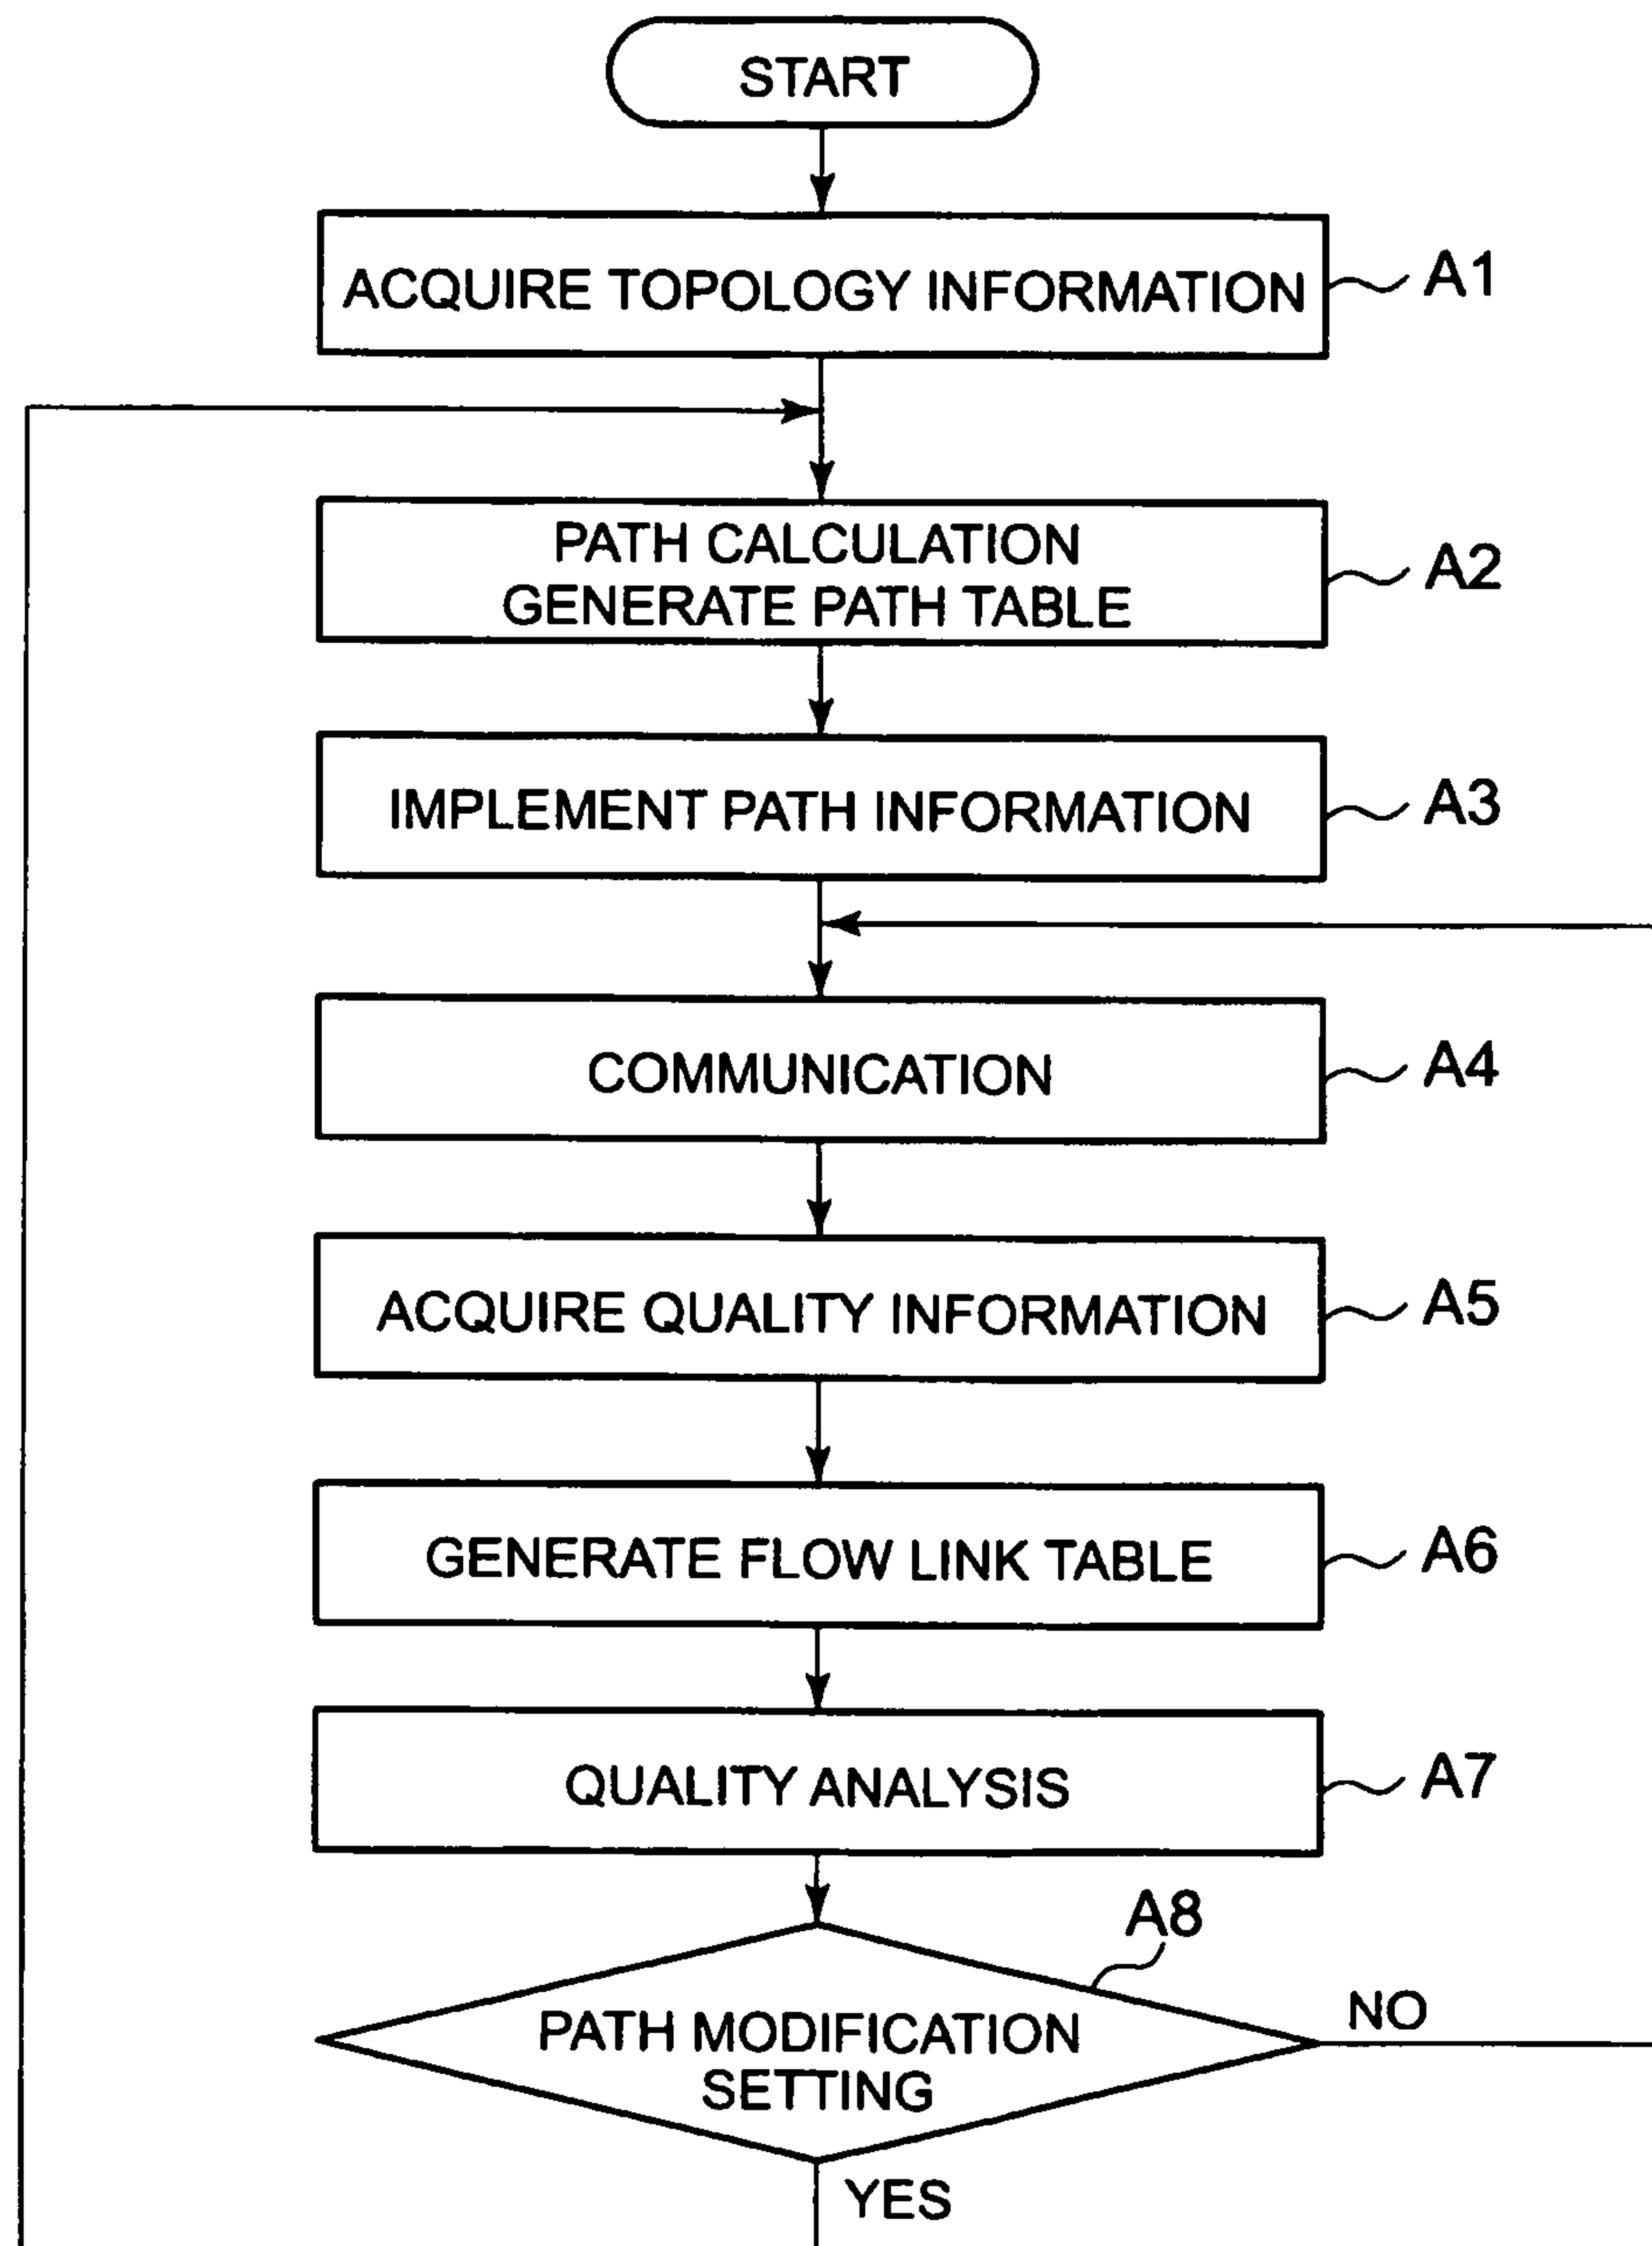 START
ACQUIRE TOPOLOGY INFORMATION
A1
PATH CALCULATION
GENERATE PATH TABLE
A2
IMPLEMENT PATH INFORMATION
A3
COMMUNICATION
A4
ACQUIRE QUALITY INFORMATION
A5
GENERATE FLOW LINK TABLE
A6
QUALITY ANALYSIS
A7
A8
PATH MODIFICATION
SETTING
NO
YES